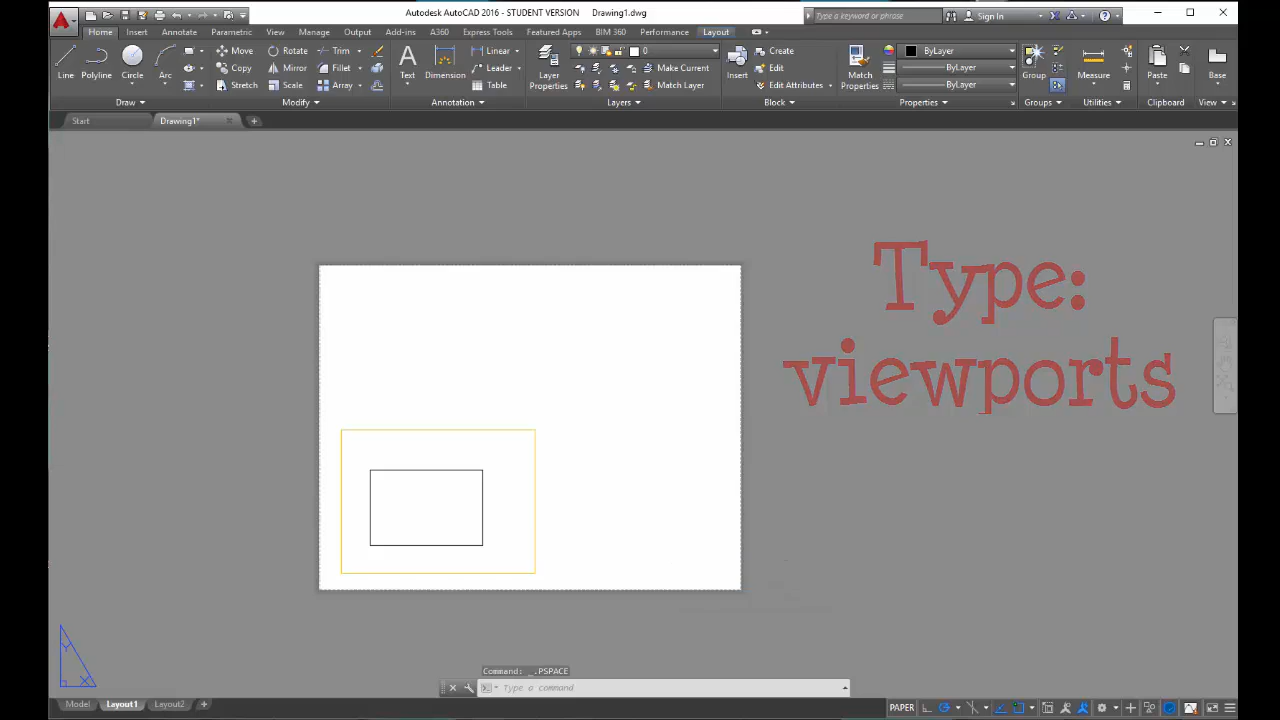 Autodesk AutoCAD 2016 - STUDENT VERSION Drawing1.dwg
Type a keyword or phrase
Sign In
Home Insert Annotate Parametric View Manage Output Add-ins A360 Express Tools Featured Apps BIM 360 Performance Layout
Line Polyline Circle Arc
Move Rotate Trim
Copy Mirror Fillet
Stretch Scale Array
Text Dimension
Linear
Leader
Table
Layer Properties
0
Make Current
Match Layer
Insert
Create
Edit
Edit Attributes
Match Properties
ByLayer
ByLayer
ByLayer
Group Measure Paste Base
Draw Modify Annotation Layers Block Properties Groups Utilities Clipboard View
Start Drawing1*
Type:
viewports
Y
X
Command: _.PSPACE
Type a command
Model Layout1 Layout2
PAPER